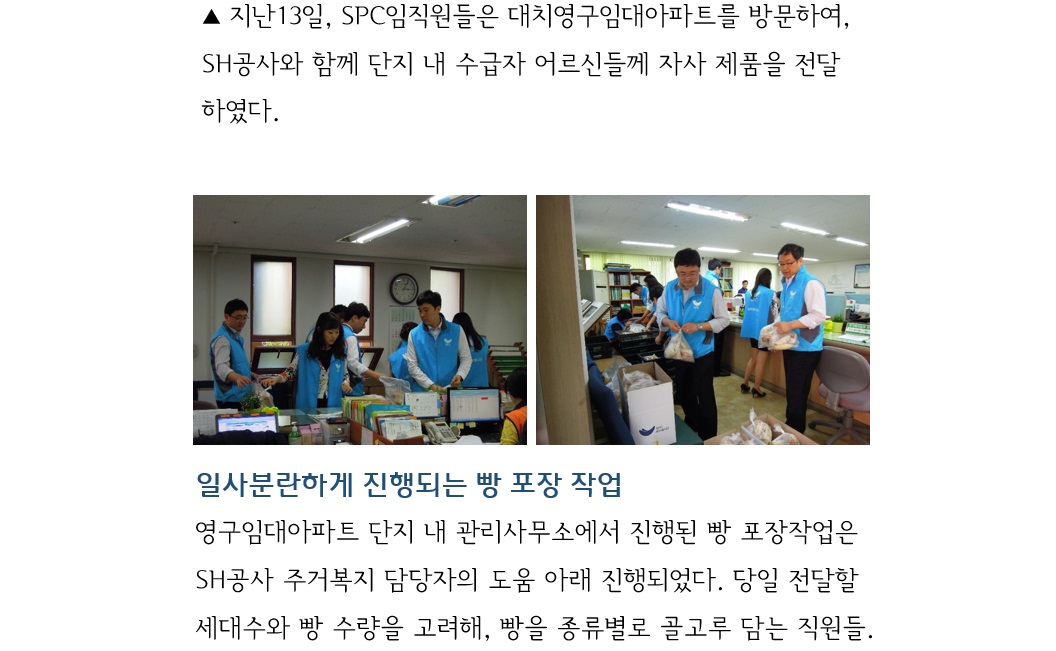 ▲ 지난13일, SPC임직원들은 대치영구임대아파트를 방문하여,
SH공사와 함께 단지 내 수급자 어르신들께 자사 제품을 전달
하였다.
일사분란하게 진행되는 빵 포장 작업
영구임대아파트 단지 내 관리사무소에서 진행된 빵 포장작업은
SH공사 주거복지 담당자의 도움 아래 진행되었다. 당일 전달할
세대수와 빵 수량을 고려해, 빵을 종류별로 골고루 담는 직원들.